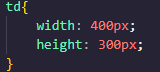 td{
    width: 400px;
    height: 300px;
}